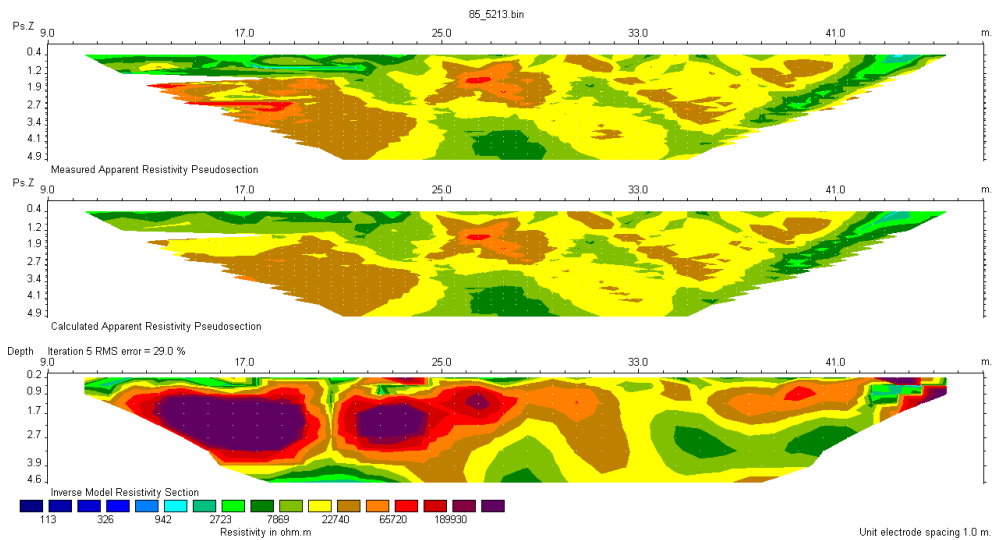 85_5213.bin
Ps.Z 9.0 17.0 25.0 33.0 41.0 m.
0.4
1.2
1.9
2.7
3.4
4.1
4.9
Measured Apparent Resistivity Pseudosection
Ps.Z 9.0 17.0 25.0 33.0 41.0 m.
0.4
1.2
1.9
2.7
3.4
4.1
4.9
Calculated Apparent Resistivity Pseudosection
Depth Iteration 5 RMS error = 29.0 %
9.0 17.0 25.0 33.0 41.0 m.
0.2
0.9
1.7
2.7
3.9
4.6
Inverse Model Resistivity Section
113 326 942 2723 7869 22740 65720 189930
Resistivity in ohm.m
Unit electrode spacing 1.0 m.